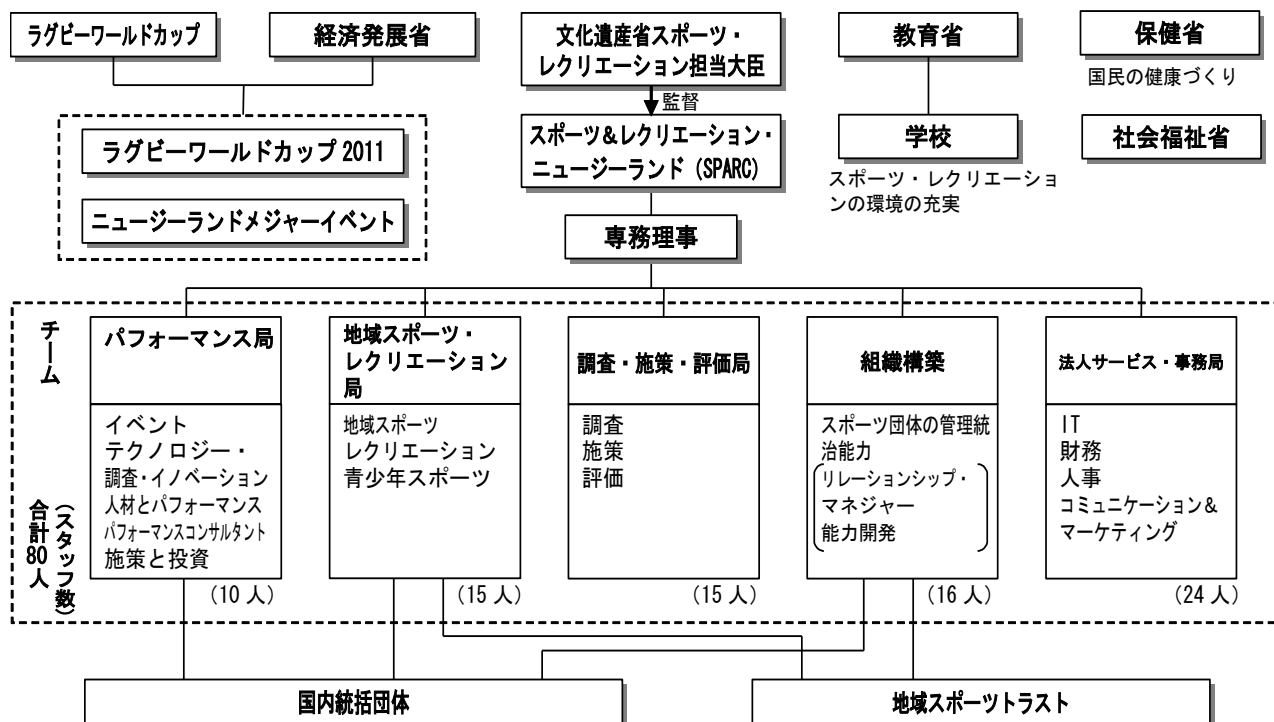 ラグビーワールドカップ
経済発展省
文化遺産省スポーツ・
レクリエーション担当大臣
教育省
保健省
国民の健康づくり
監督
ラグビーワールドカップ 2011
ニュージーランドメジャーイベント
スポーツ&レクリエーション・
ニュージーランド (SPARC)
学校
スポーツ・レクリエーショ
ンの環境の充実
社会福祉省
専務理事
チーム
パフォーマンス局
地域スポーツ・
レクリエーション
局
調査・施策・評価局
組織構築
法人サービス・事務局
(スタッフ数)
合計80人
イベント
テクノロジー・
調査・イノベーション
人材とパフォーマンス
パフォーマンスコンサルタント
施策と投資
(10 人)
地域スポーツ
レクリエーション
青少年スポーツ
(15 人)
調査
施策
評価
(15 人)
スポーツ団体の管理統
治能力
リレーションシップ・
マネジャー
能力開発
(16 人)
IT
財務
人事
コミュニケーション&
マーケティング
(24 人)
国内統括団体
地域スポーツトラスト